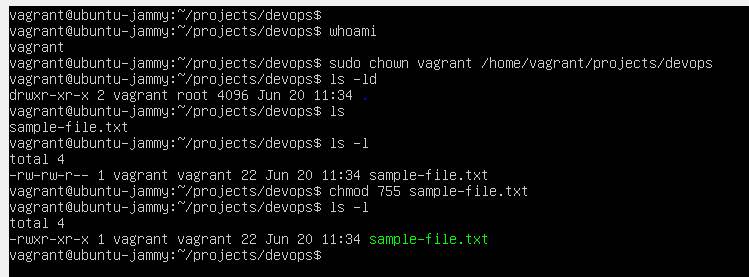 vagrant@ubuntu-jammy:~/projects/devops$
vagrant@ubuntu-jammy:~/projects/devops$ whoami
vagrant
vagrant@ubuntu-jammy:~/projects/devops$ sudo chown vagrant /home/vagrant/projects/devops
vagrant@ubuntu-jammy:~/projects/devops$ ls -ld
drwxr-xr-x 2 vagrant root 4096 Jun 20 11:34 .
vagrant@ubuntu-jammy:~/projects/devops$ ls
sample-file.txt
vagrant@ubuntu-jammy:~/projects/devops$ ls -l
total 4
-rw-rw-r-- 1 vagrant vagrant 22 Jun 20 11:34 sample-file.txt
vagrant@ubuntu-jammy:~/projects/devops$ chmod 755 sample-file.txt
vagrant@ubuntu-jammy:~/projects/devops$ ls -l
total 4
-rwxr-xr-x 1 vagrant vagrant 22 Jun 20 11:34 sample-file.txt
vagrant@ubuntu-jammy:~/projects/devops$